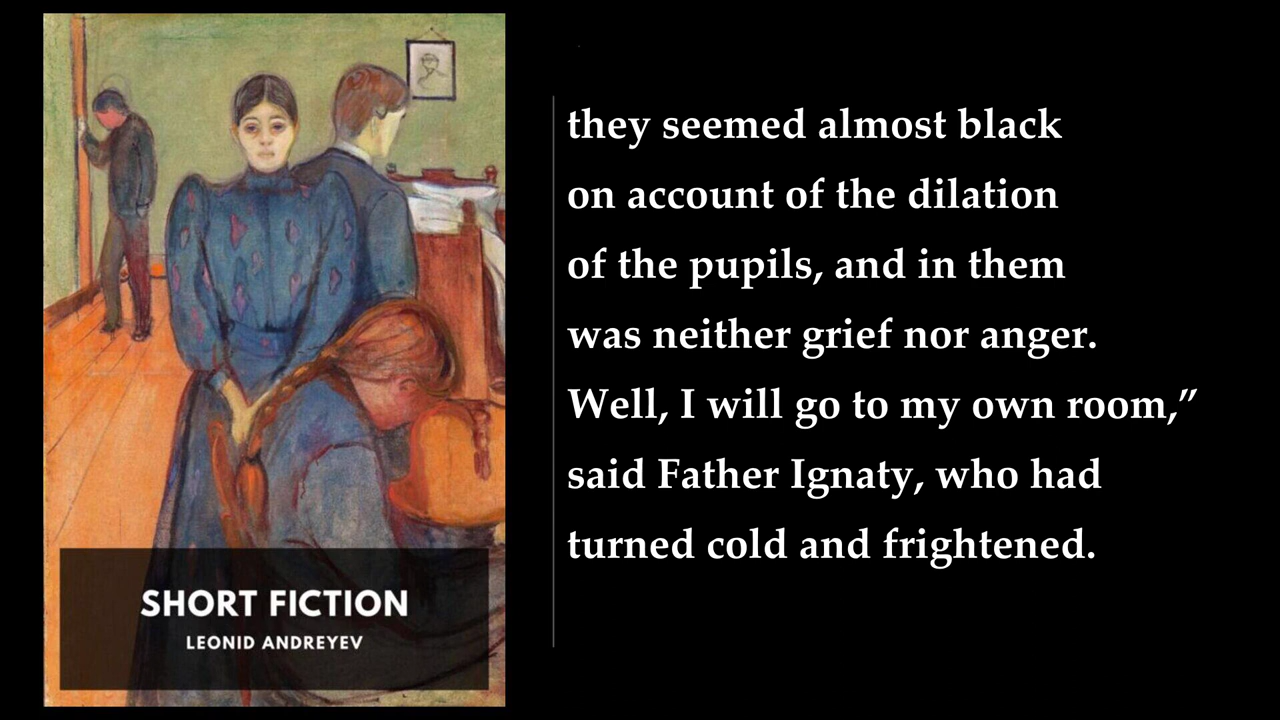 SHORT FICTION
LEONID ANDREYEV
they seemed almost black
on account of the dilation
of the pupils, and in them
was neither grief nor anger.
Well, I will go to my own room,”
said Father Ignaty, who had
turned cold and frightened.